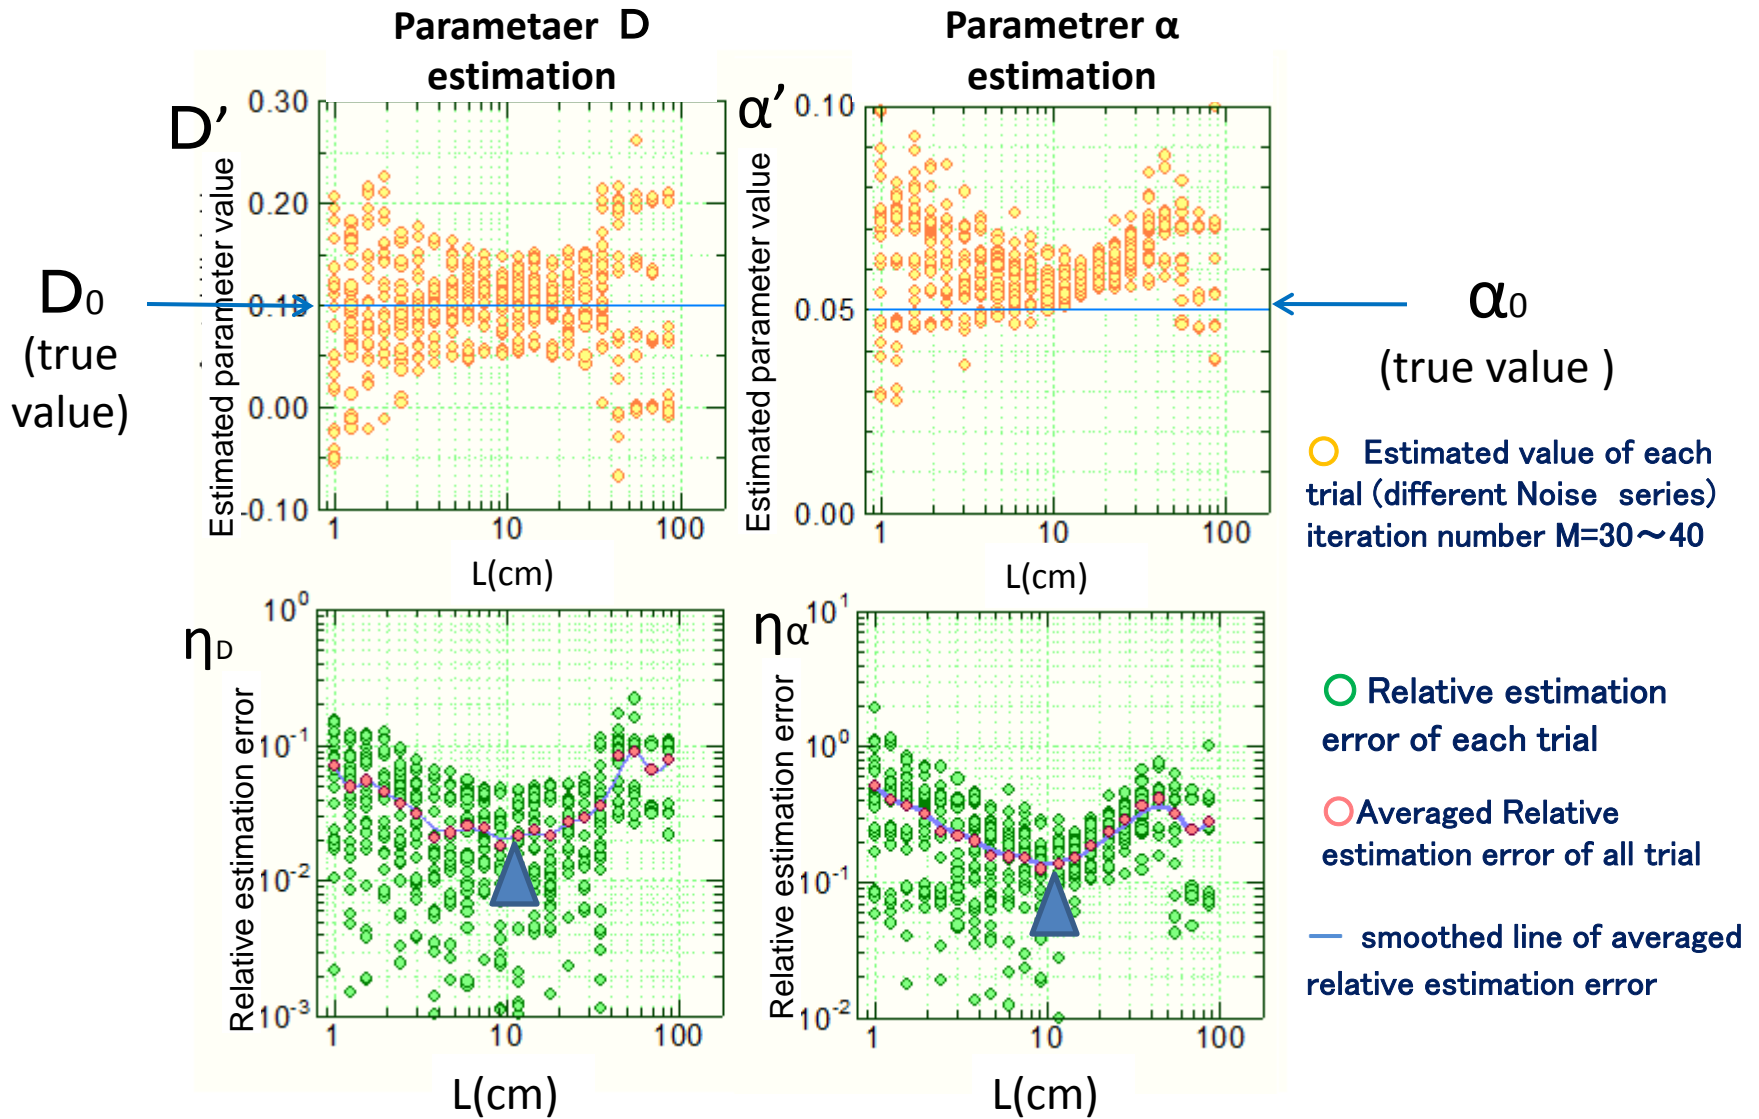 Parametaer D
estimation
Parametrer α
estimation
D′
Estimated parameter value
0.30
0.20
0.00
-0.10
1
10
100
L(cm)
α′
Estimated parameter value
0.10
0.05
0.00
1
10
100
L(cm)
D0
(true
value)
α0
(true value )
Estimated value of each
trial (different Noise series)
iteration number M=30～40
ηD
Relative estimation error
10^0
10^-1
10^-2
10^-3
1
10
100
L(cm)
ηα
Relative estimation error
10^1
10^0
10^-1
10^-2
1
10
100
L(cm)
Relative estimation
error of each trial
Averaged Relative
estimation error of all trial
smoothed line of averaged
relative estimation error